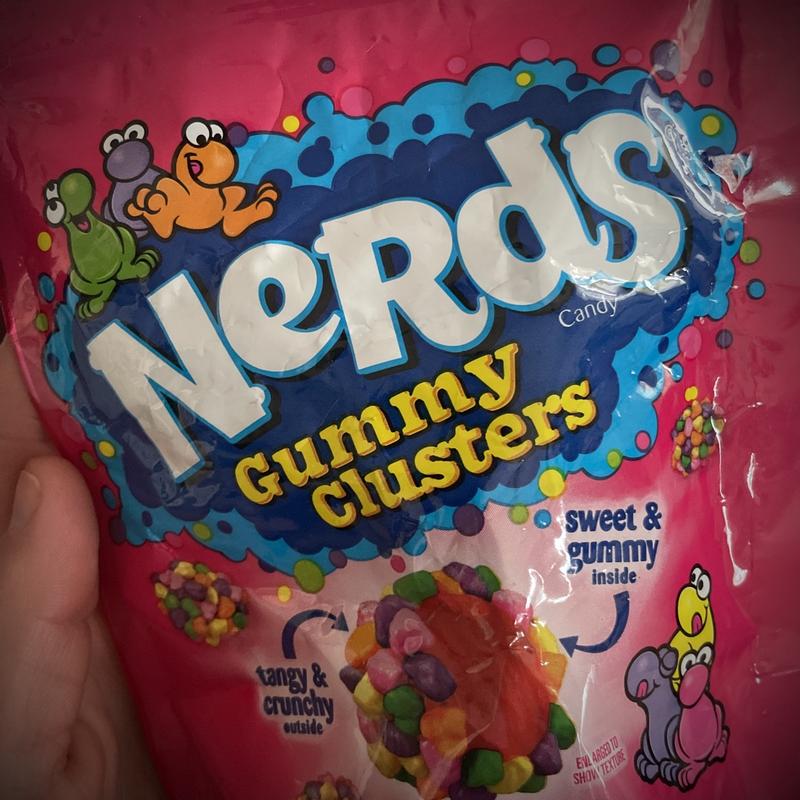 NeRdS
Candy
Gummy
Clusters
sweet &
gummy
inside
tangy &
crunchy
outside
ENLARGED TO
SHOW TEXTURE